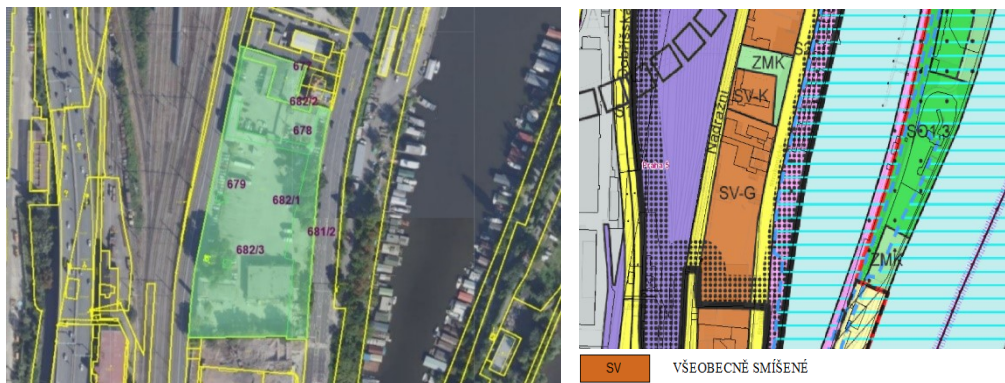 682/2
678
679
682/1
681/2
682/3
ZMK
SV-K
Nádražní
SV-G
SO1,3
ZMK
SV
VŠEOBECNĚ SMÍŠENÉ